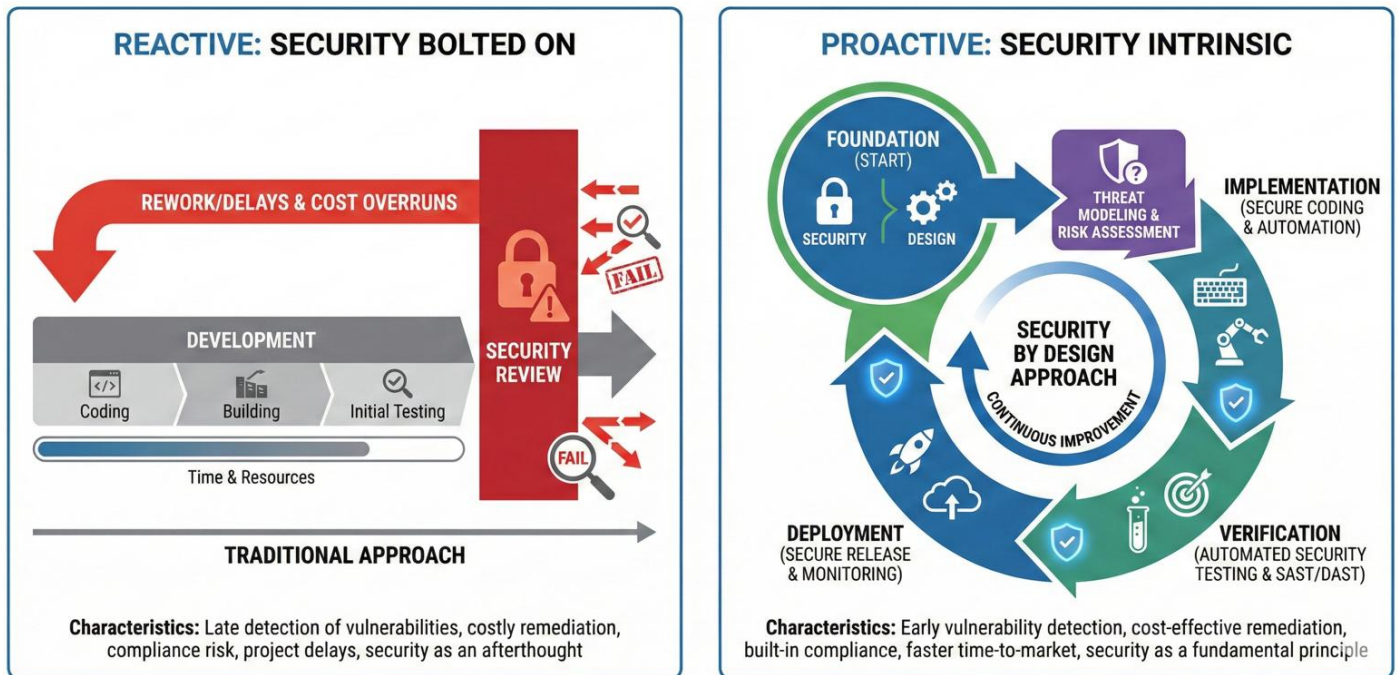 REACTIVE: SECURITY BOLTED ON
REWORK/DELAYS & COST OVERRUNS
FAIL
DEVELOPMENT
</>
Coding
Building
Initial Testing
SECURITY
REVIEW
FAIL
Time & Resources
TRADITIONAL APPROACH
Characteristics: Late detection of vulnerabilities, costly remediation,
compliance risk, project delays, security as an afterthought
PROACTIVE: SECURITY INTRINSIC
FOUNDATION
(START)
SECURITY
DESIGN
?
THREAT
MODELING &
RISK ASSESSMENT
IMPLEMENTATION
(SECURE CODING
& AUTOMATION)
SECURITY
BY DESIGN
APPROACH
CONTINUOUS IMPROVEMENT
DEPLOYMENT
(SECURE RELEASE
& MONITORING)
VERIFICATION
(AUTOMATED SECURITY
TESTING & SAST/DAST)
Characteristics: Early vulnerability detection, cost-effective remediation,
built-in compliance, faster time-to-market, security as a fundamental principle